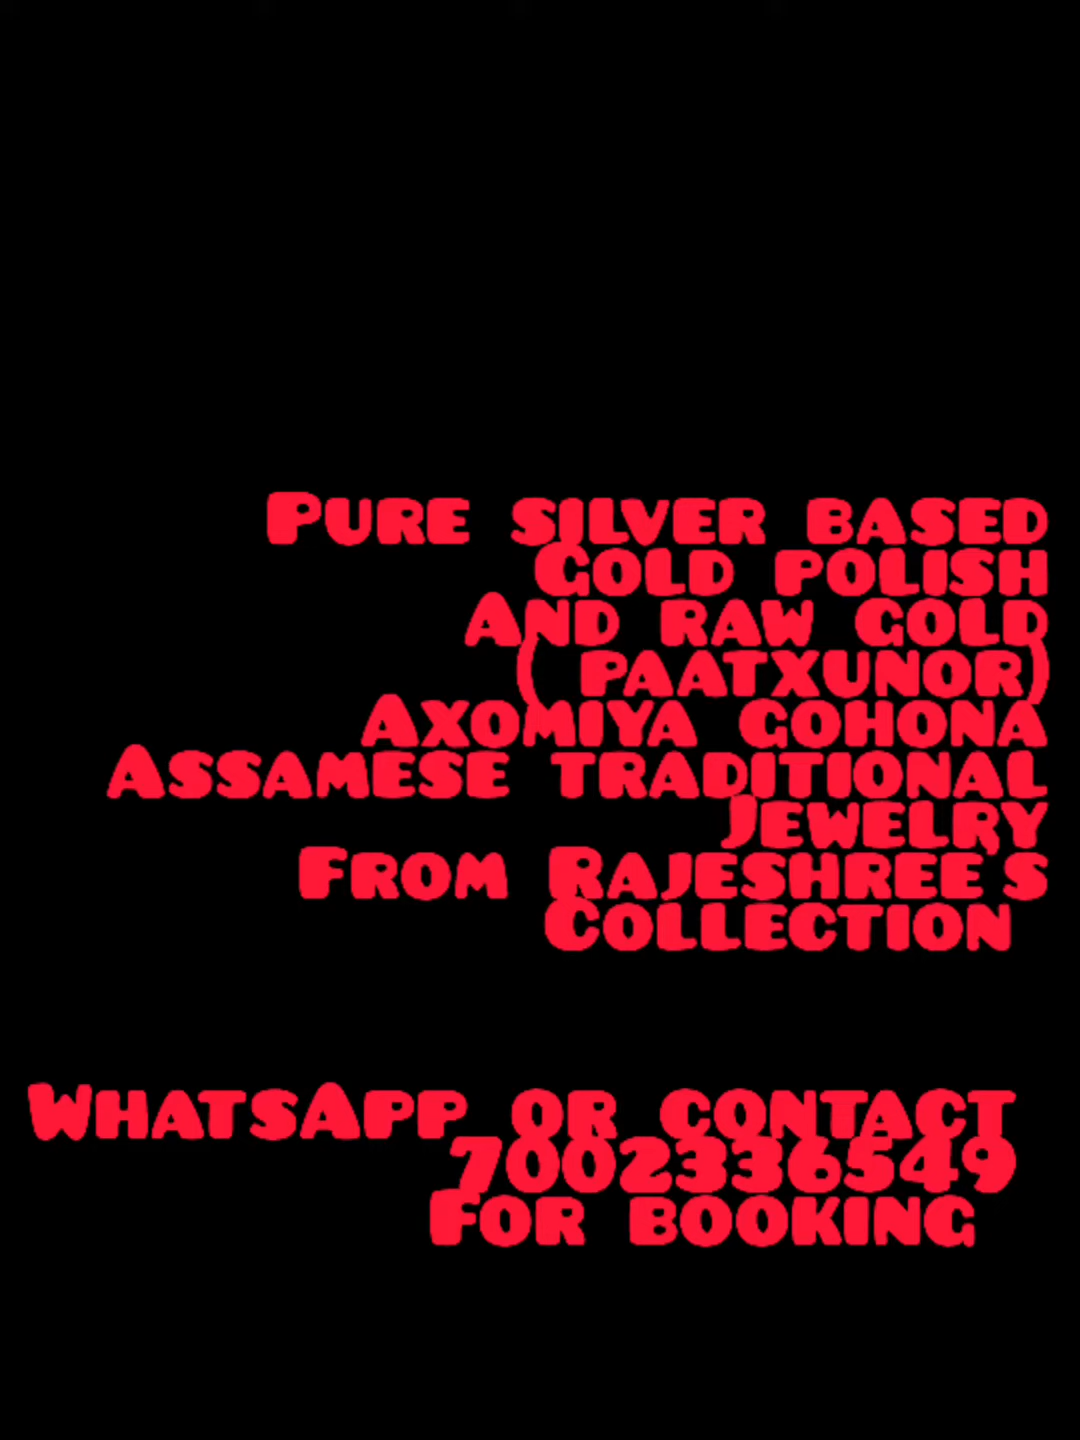 Pure silver based
Gold polish
And raw gold
( paatxunor)
Axomiya gohona
Assamese traditional
Jewelry
From Rajeshree's
Collection
WhatsApp or contact
7002336549
For booking